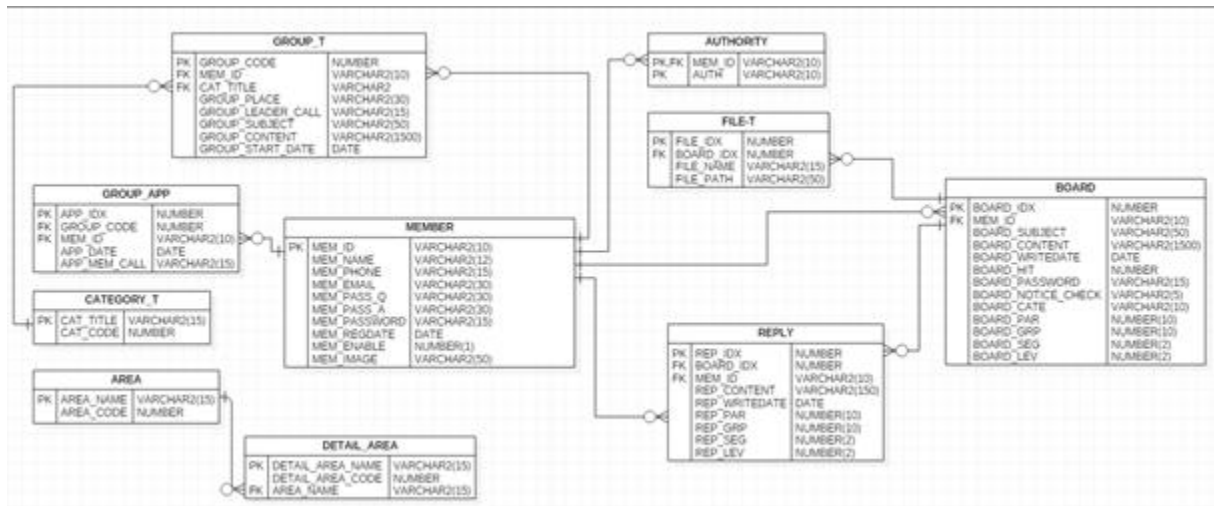 GROUP_T
PK GROUP_CODE NUMBER
FK MEM_ID VARCHAR2(10)
FK CAT_TITLE VARCHAR2
GROUP_PLACE VARCHAR2(30)
GROUP_LEADER_CALL VARCHAR2(15)
GROUP_SUBJECT VARCHAR2(50)
GROUP_CONTENT VARCHAR2(1500)
GROUP_START_DATE DATE
AUTHORITY
PK,FK MEM_ID VARCHAR2(10)
PK AUTH VARCHAR2(10)
FILE-T
PK FILE_IDX NUMBER
FK BOARD_IDX NUMBER
FILE_NAME VARCHAR2(15)
FILE_PATH VARCHAR2(50)
GROUP_APP
PK APP_IDX NUMBER
FK GROUP_CODE NUMBER
FK MEM_ID VARCHAR2(10)
APP_DATE DATE
APP_MEM_CALL VARCHAR2(15)
MEMBER
PK MEM_ID VARCHAR2(10)
MEM_NAME VARCHAR2(12)
MEM_PHONE VARCHAR2(15)
MEM_EMAIL VARCHAR2(30)
MEM_PASS_Q VARCHAR2(30)
MEM_PASS_A VARCHAR2(30)
MEM_PASSWORD VARCHAR2(15)
MEM_REGDATE DATE
MEM_ENABLE NUMBER(1)
MEM_IMAGE VARCHAR2(50)
BOARD
PK BOARD_IDX NUMBER
FK MEM_ID VARCHAR2(10)
BOARD_SUBJECT VARCHAR2(50)
BOARD_CONTENT VARCHAR2(1500)
BOARD_WRITEDATE DATE
BOARD_HIT NUMBER
BOARD_PASSWORD VARCHAR2(15)
BOARD_NOTICE_CHECK VARCHAR2(5)
BOARD_CATE VARCHAR2(10)
BOARD_PAR NUMBER(10)
BOARD_GRP NUMBER(10)
BOARD_SEG NUMBER(2)
BOARD_LEV NUMBER(2)
CATEGORY_T
PK CAT_TITLE VARCHAR2(15)
CAT_CODE NUMBER
REPLY
PK REP_IDX NUMBER
FK BOARD_IDX NUMBER
FK MEM_ID VARCHAR2(10)
REP_CONTENT VARCHAR2(150)
REP_WRITEDATE DATE
REP_PAR NUMBER(10)
REP_GRP NUMBER(10)
REP_SEG NUMBER(2)
REP_LEV NUMBER(2)
AREA
PK AREA_NAME VARCHAR2(15)
AREA_CODE NUMBER
DETAIL_AREA
PK DETAIL_AREA_NAME VARCHAR2(15)
DETAIL_AREA_CODE NUMBER
FK AREA_NAME VARCHAR2(15)